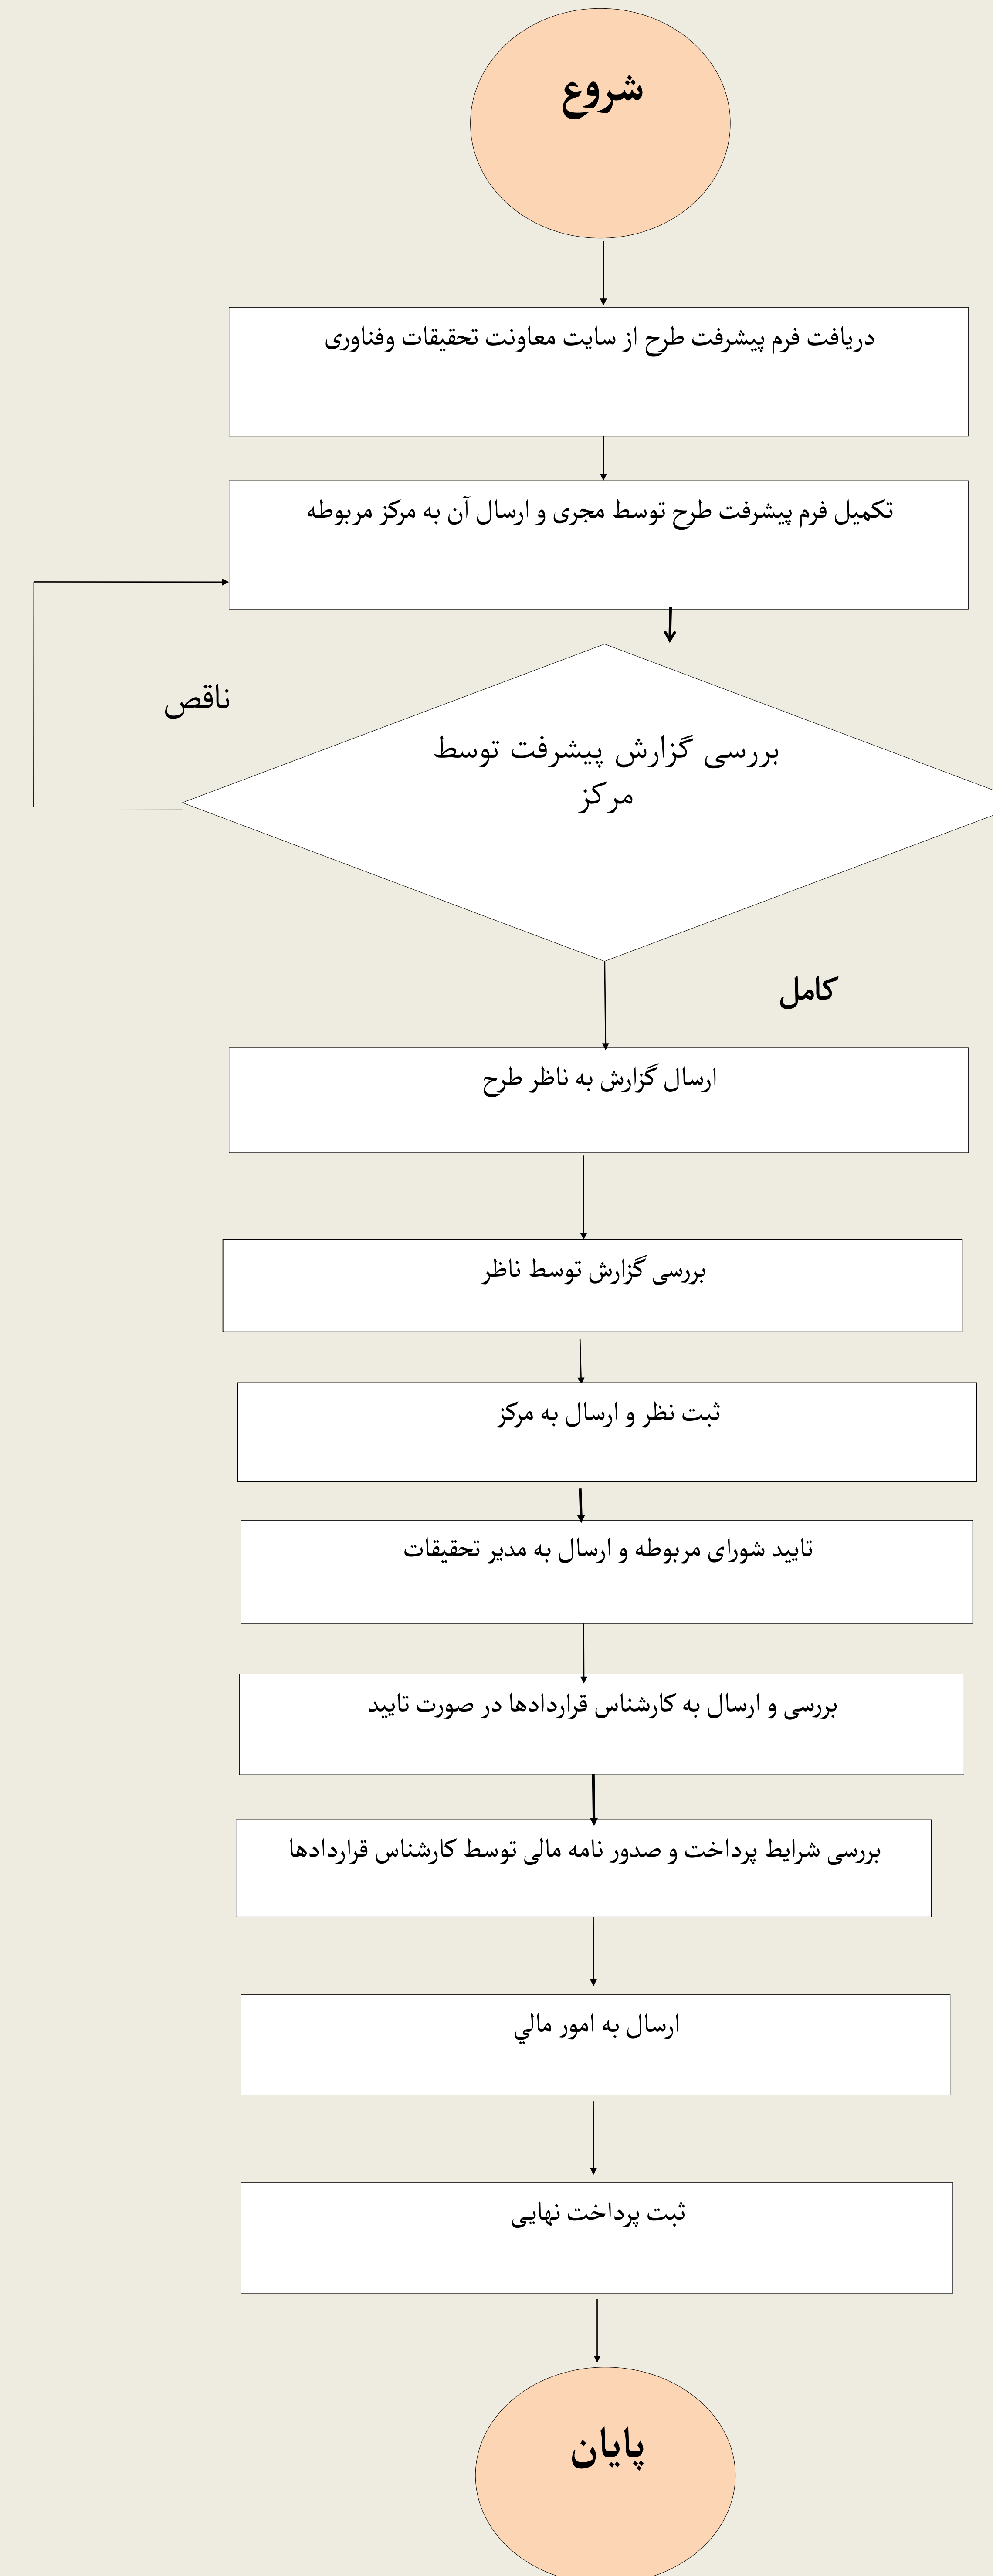 شروع
دریافت فرم پیشرفت طرح از سایت معاونت تحقیقات وفناوری
تکمیل فرم پیشرفت طرح توسط مجری و ارسال آن به مرکز مربوطه
ناقص
بررسی گزارش پیشرفت توسط
مرکز
کامل
ارسال گزارش به ناظر طرح
بررسی گزارش توسط ناظر
ثبت نظر و ارسال به مرکز
تایید شورای مربوطه و ارسال به مدیر تحقیقات
بررسی و ارسال به کارشناس قراردادها در صورت تایید
بررسی شرایط پرداخت و صدور نامه مالی توسط کارشناس قراردادها
ارسال به امور مالي
ثبت پرداخت نهایی
پایان